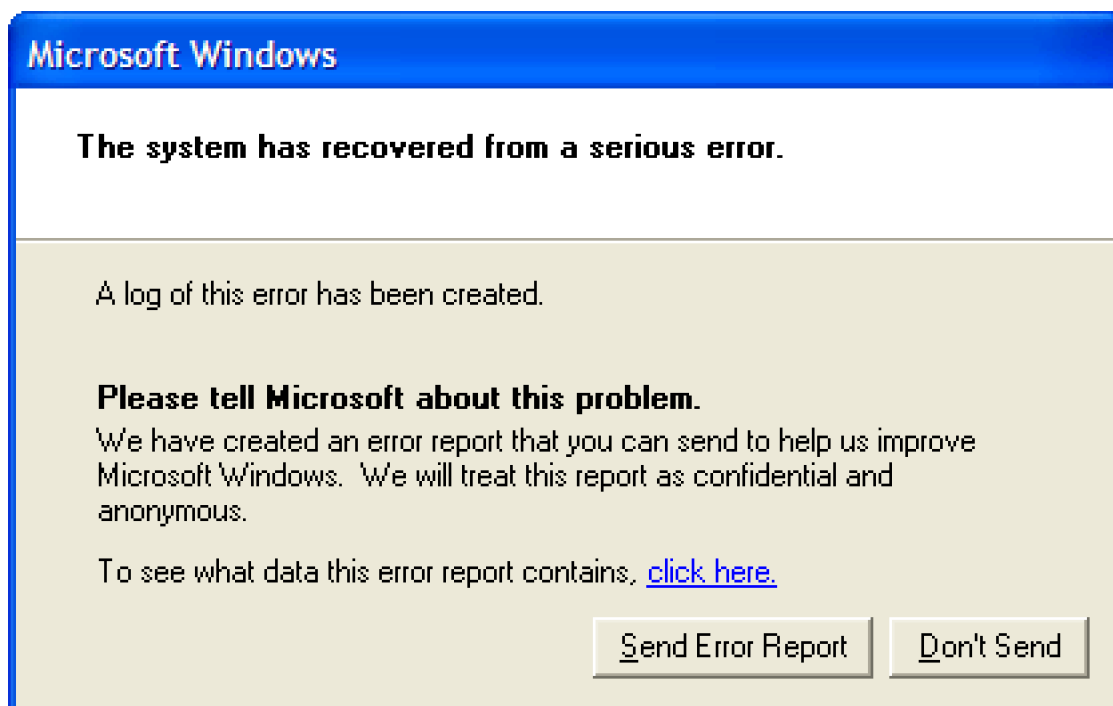 Microsoft Windows
The system has recovered from a serious error.
A log of this error has been created.
Please tell Microsoft about this problem.
We have created an error report that you can send to help us improve
Microsoft Windows.  We will treat this report as confidential and
anonymous.
To see what data this error report contains, click here.
Send Error Report
Don't Send